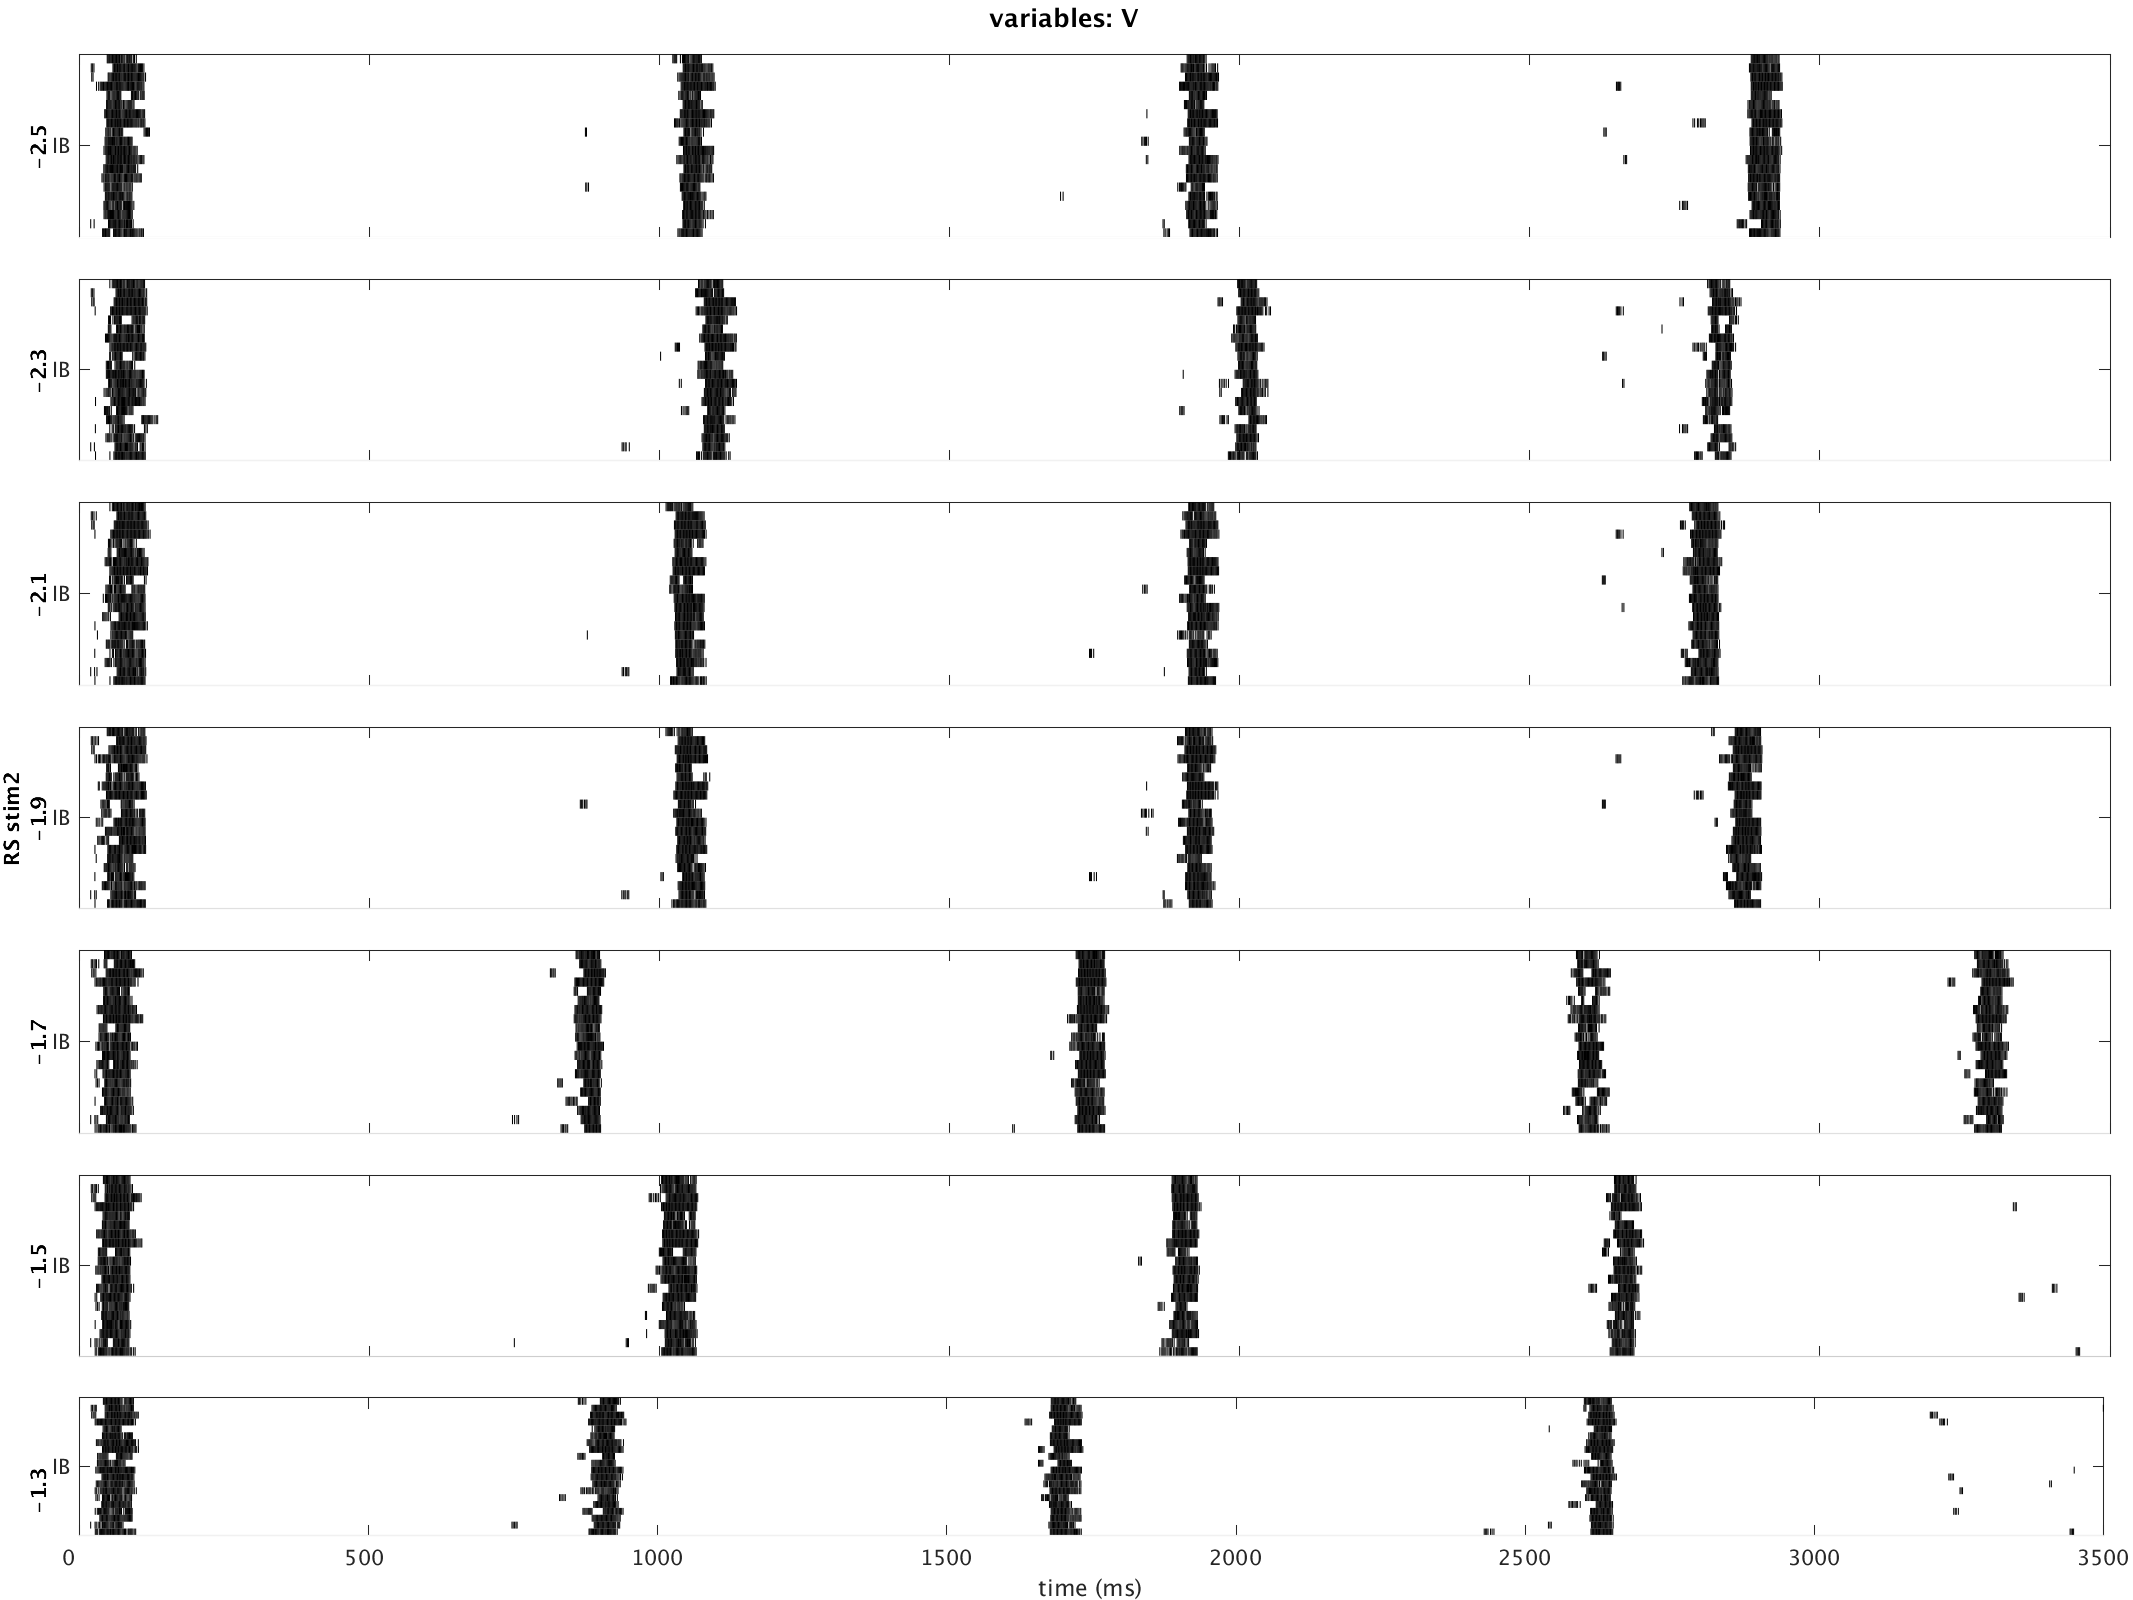 variables: V
RS stim2
−2.5 IB
−2.3 IB
−2.1 IB
−1.9 IB
−1.7 IB
−1.5 IB
−1.3 IB
0 500 1000 1500 2000 2500 3000 3500
time (ms)